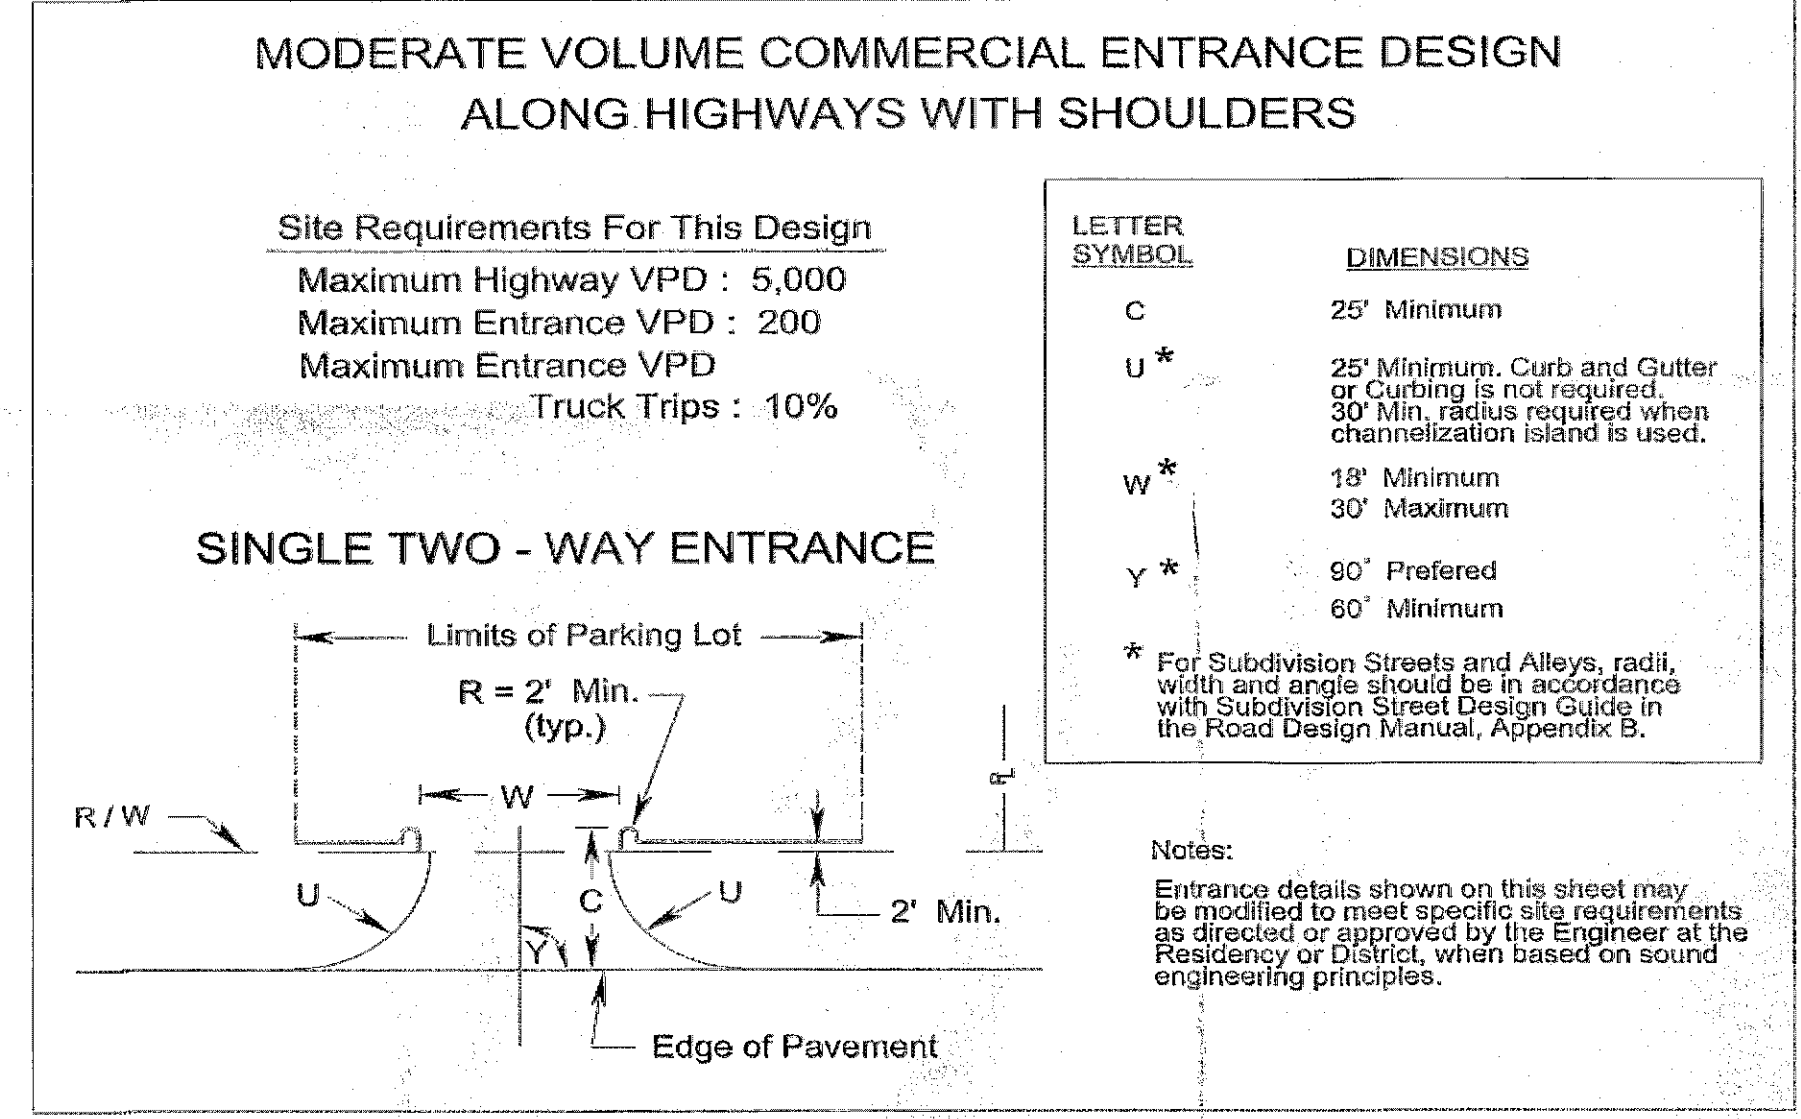 MODERATE VOLUME COMMERCIAL ENTRANCE DESIGN
ALONG HIGHWAYS WITH SHOULDERS
Site Requirements For This Design
Maximum Highway VPD : 5,000
Maximum Entrance VPD : 200
Maximum Entrance VPD
Truck Trips : 10%
LETTER
SYMBOL
DIMENSIONS
C
25' Minimum
U *
25' Minimum. Curb and Gutter
or Curbing is not required.
30' Min. radius required when
channelization island is used.
W *
18' Minimum
30' Maximum
Y *
90° Prefered
60° Minimum
* For Subdivision Streets and Alleys, radii,
width and angle should be in accordance
with Subdivision Street Design Guide in
the Road Design Manual, Appendix B.
SINGLE TWO - WAY ENTRANCE
Limits of Parking Lot
R = 2' Min.
(typ.)
W
R / W
U
C
U
Y
2' Min.
Edge of Pavement
PL
Notes:
Entrance details shown on this sheet may
be modified to meet specific site requirements
as directed or approved by the Engineer at the
Residency or District, when based on sound
engineering principles.